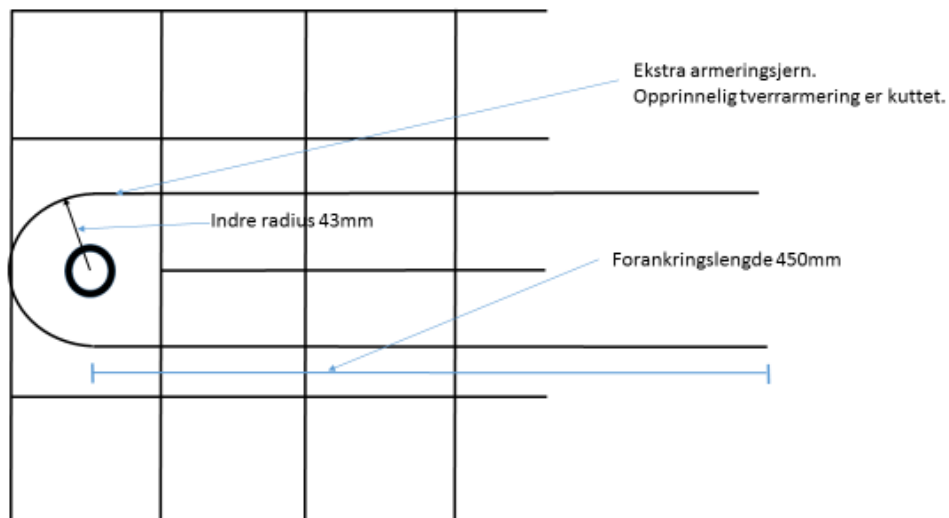 Ekstra armeringsjern.
Opprinnelig tverrarmering er kuttet.
Indre radius 43mm
Forankringslengde 450mm